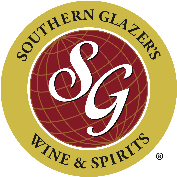 SOUTHERN GLAZER'S
SG
WINE & SPIRITS
®